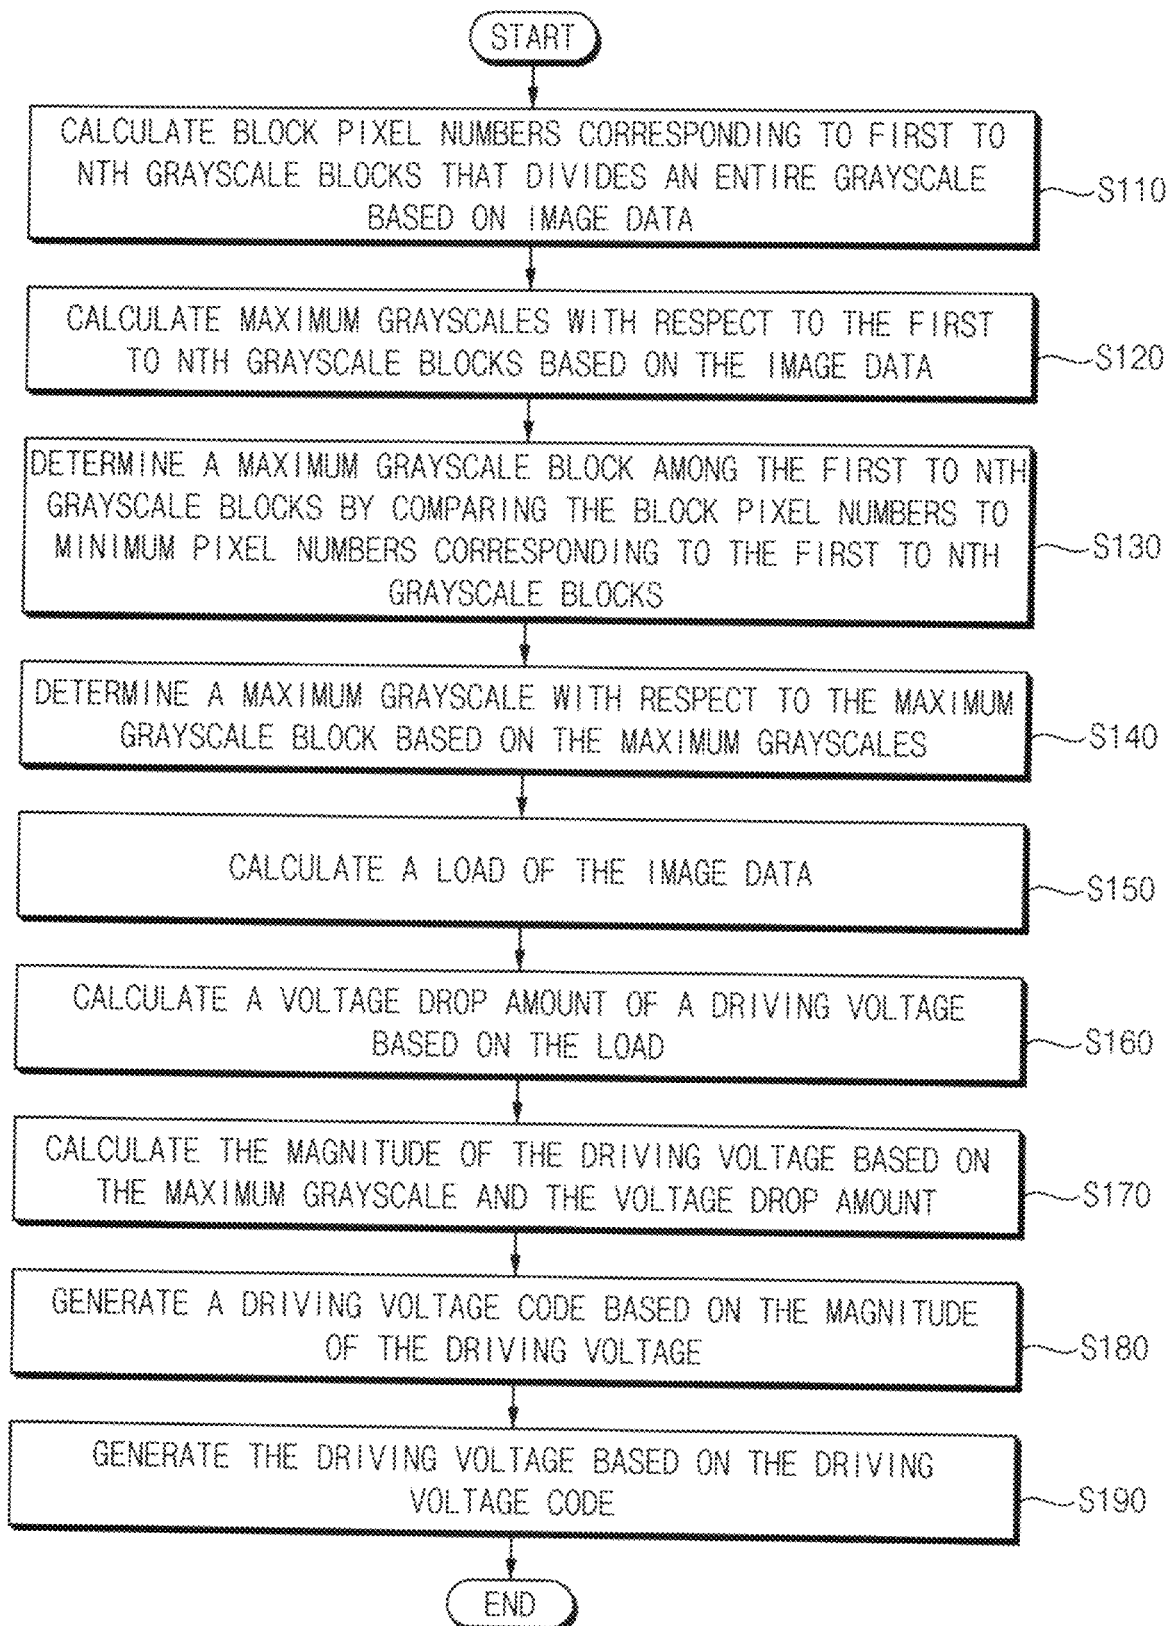 START
CALCULATE BLOCK PIXEL NUMBERS CORRESPONDING TO FIRST TO
NTH GRAYSCALE BLOCKS THAT DIVIDES AN ENTIRE GRAYSCALE
BASED ON IMAGE DATA
S110
CALCULATE MAXIMUM GRAYSCALES WITH RESPECT TO THE FIRST
TO NTH GRAYSCALE BLOCKS BASED ON THE IMAGE DATA
S120
DETERMINE A MAXIMUM GRAYSCALE BLOCK AMONG THE FIRST TO NTH
GRAYSCALE BLOCKS BY COMPARING THE BLOCK PIXEL NUMBERS TO
MINIMUM PIXEL NUMBERS CORRESPONDING TO THE FIRST TO NTH
GRAYSCALE BLOCKS
S130
DETERMINE A MAXIMUM GRAYSCALE WITH RESPECT TO THE MAXIMUM
GRAYSCALE BLOCK BASED ON THE MAXIMUM GRAYSCALES
S140
CALCULATE A LOAD OF THE IMAGE DATA
S150
CALCULATE A VOLTAGE DROP AMOUNT OF A DRIVING VOLTAGE
BASED ON THE LOAD
S160
CALCULATE THE MAGNITUDE OF THE DRIVING VOLTAGE BASED ON
THE MAXIMUM GRAYSCALE AND THE VOLTAGE DROP AMOUNT
S170
GENERATE A DRIVING VOLTAGE CODE BASED ON THE MAGNITUDE
OF THE DRIVING VOLTAGE
S180
GENERATE THE DRIVING VOLTAGE BASED ON THE DRIVING
VOLTAGE CODE
S190
END